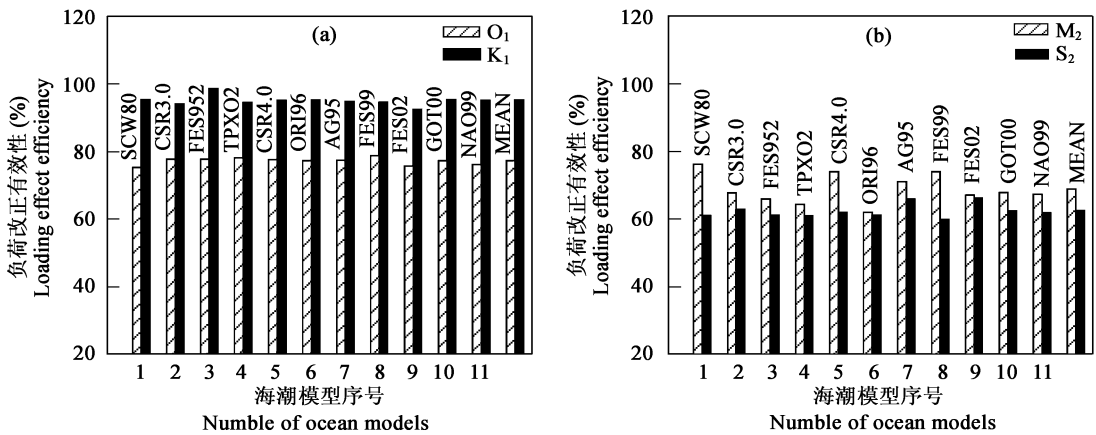 120
100
80
60
40
20
负荷改正有效性 (%)
Loading effect efficiency
(a)
O₁
K₁
SCW80
CSR3.0
FES952
TPXO2
CSR4.0
ORI96
AG95
FES99
FES02
GOT00
NAO99
MEAN
1 2 3 4 5 6 7 8 9 10 11
海潮模型序号
Numble of ocean models
120
100
80
60
40
20
负荷改正有效性 (%)
Loading effect efficiency
(b)
M₂
S₂
SCW80
CSR3.0
FES952
TPXO2
CSR4.0
ORI96
AG95
FES99
FES02
GOT00
NAO99
MEAN
1 2 3 4 5 6 7 8 9 10 11
海潮模型序号
Numble of ocean models